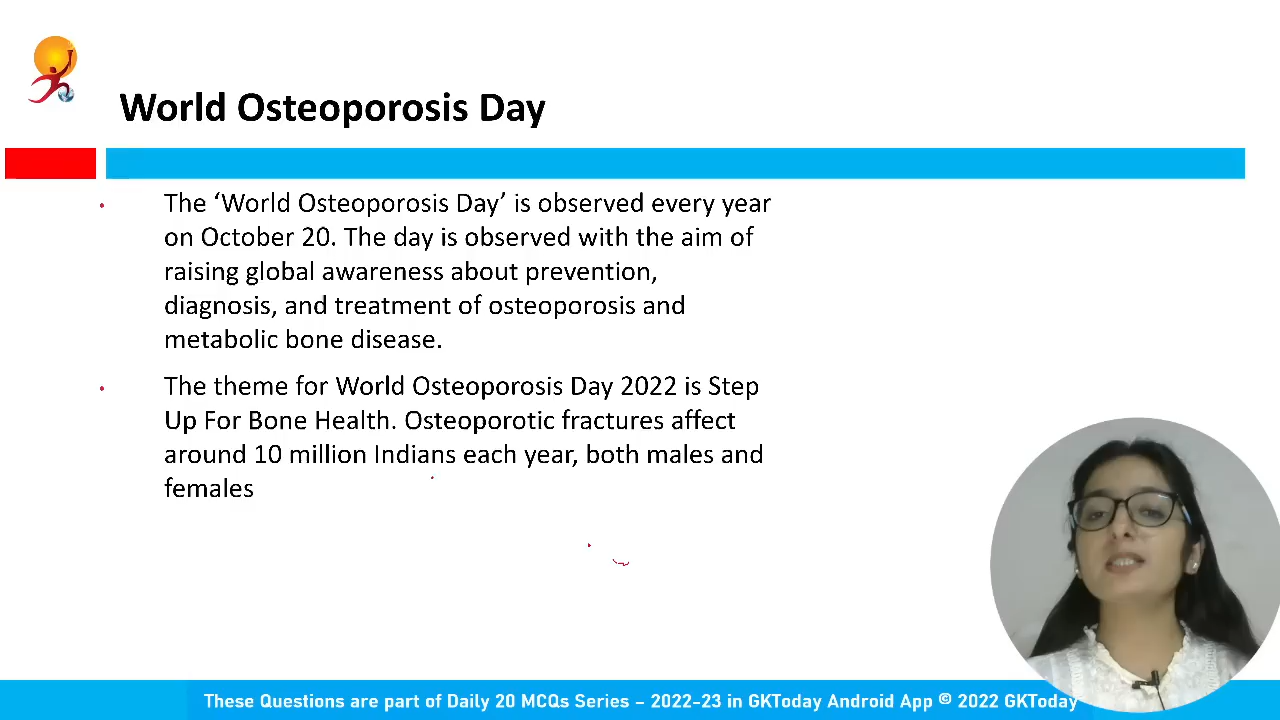 World Osteoporosis Day
The ‘World Osteoporosis Day’ is observed every year
on October 20. The day is observed with the aim of
raising global awareness about prevention,
diagnosis, and treatment of osteoporosis and
metabolic bone disease.
The theme for World Osteoporosis Day 2022 is Step
Up For Bone Health. Osteoporotic fractures affect
around 10 million Indians each year, both males and
females
These Questions are part of Daily 20 MCQs Series – 2022-23 in GKToday Android App © 2022 GKToday